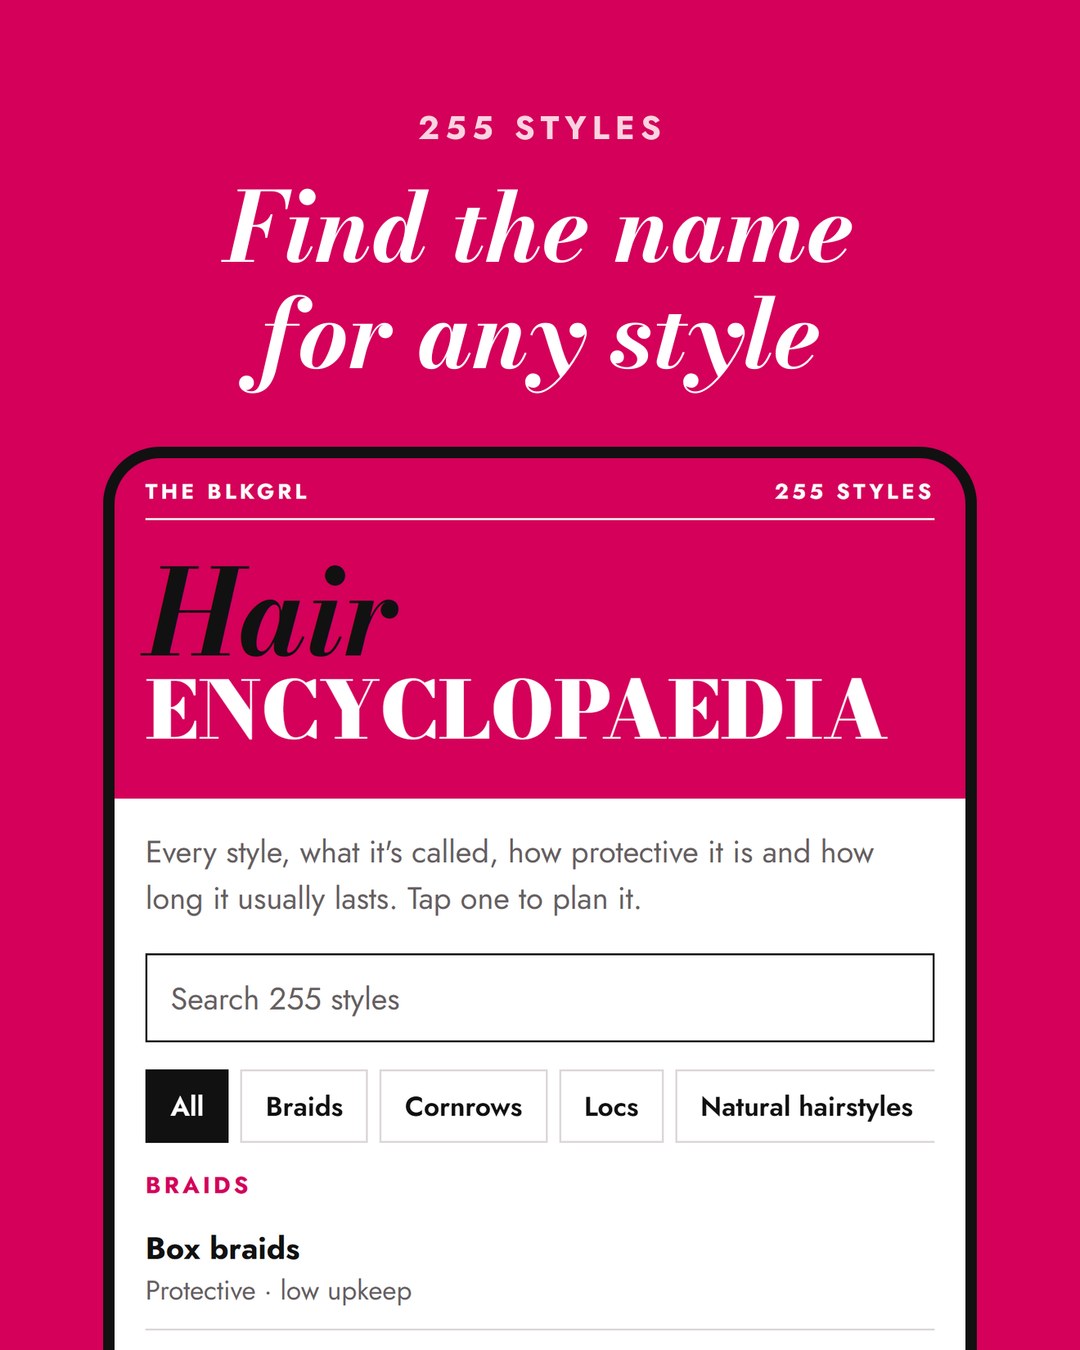 255 STYLES
Find the name
for any style
THE BLKGRL
255 STYLES
Hair
ENCYCLOPAEDIA
Every style, what it's called, how protective it is and how
long it usually lasts. Tap one to plan it.
Search 255 styles
All
Braids
Cornrows
Locs
Natural hairstyles
BRAIDS
Box braids
Protective · low upkeep